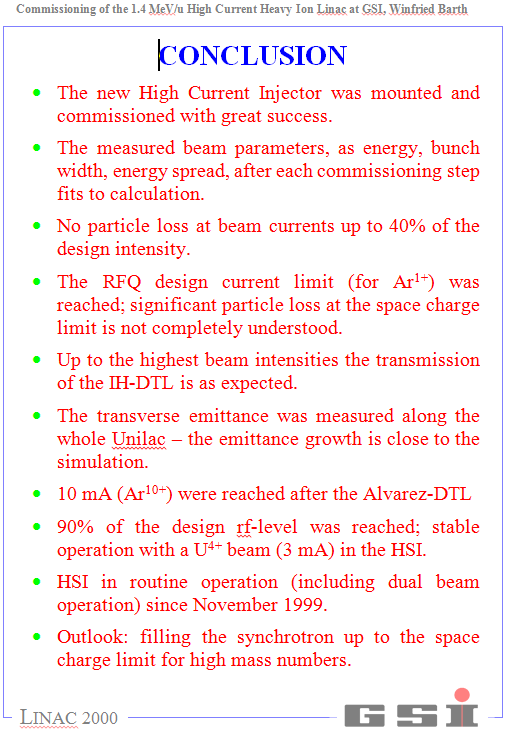 Commissioning of the 1.4 MeV/u High Current Heavy Ion Linac at GSI, Winfried Barth
CONCLUSION
• The new High Current Injector was mounted and
commissioned with great success.
• The measured beam parameters, as energy, bunch
width, energy spread, after each commissioning step
fits to calculation.
• No particle loss at beam currents up to 40% of the
design intensity.
• The RFQ design current limit (for Ar¹⁺) was
reached; significant particle loss at the space charge
limit is not completely understood.
• Up to the highest beam intensities the transmission
of the IH-DTL is as expected.
• The transverse emittance was measured along the
whole Unilac – the emittance growth is close to the
simulation.
• 10 mA (Ar¹⁰⁺) were reached after the Alvarez-DTL
• 90% of the design rf-level was reached; stable
operation with a U⁴⁺ beam (3 mA) in the HSI.
• HSI in routine operation (including dual beam
operation) since November 1999.
• Outlook: filling the synchrotron up to the space
charge limit for high mass numbers.
LINAC 2000
GSI